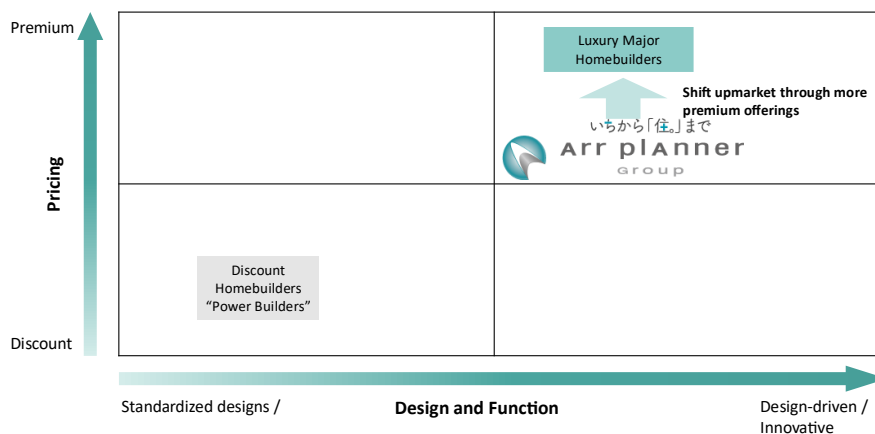 Premium
Luxury Major
Homebuilders
Shift upmarket through more
premium offerings
いちから「住。」まで
Arr plAnner
GROUP
Pricing
Discount
Homebuilders
“Power Builders”
Discount
Standardized designs /
Design and Function
Design-driven /
Innovative